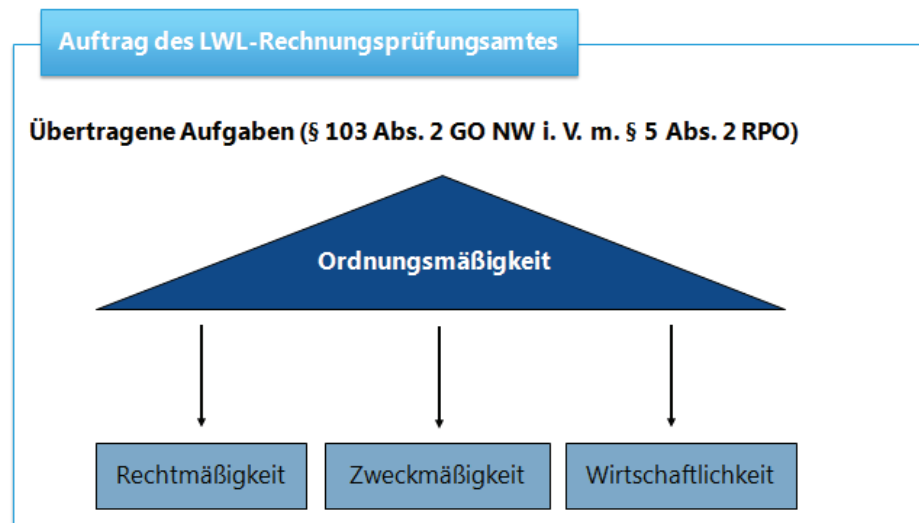 Auftrag des LWL-Rechnungsprüfungsamtes
Übertragene Aufgaben (§ 103 Abs. 2 GO NW i. V. m. § 5 Abs. 2 RPO)
Ordnungsmäßigkeit
Rechtmäßigkeit
Zweckmäßigkeit
Wirtschaftlichkeit